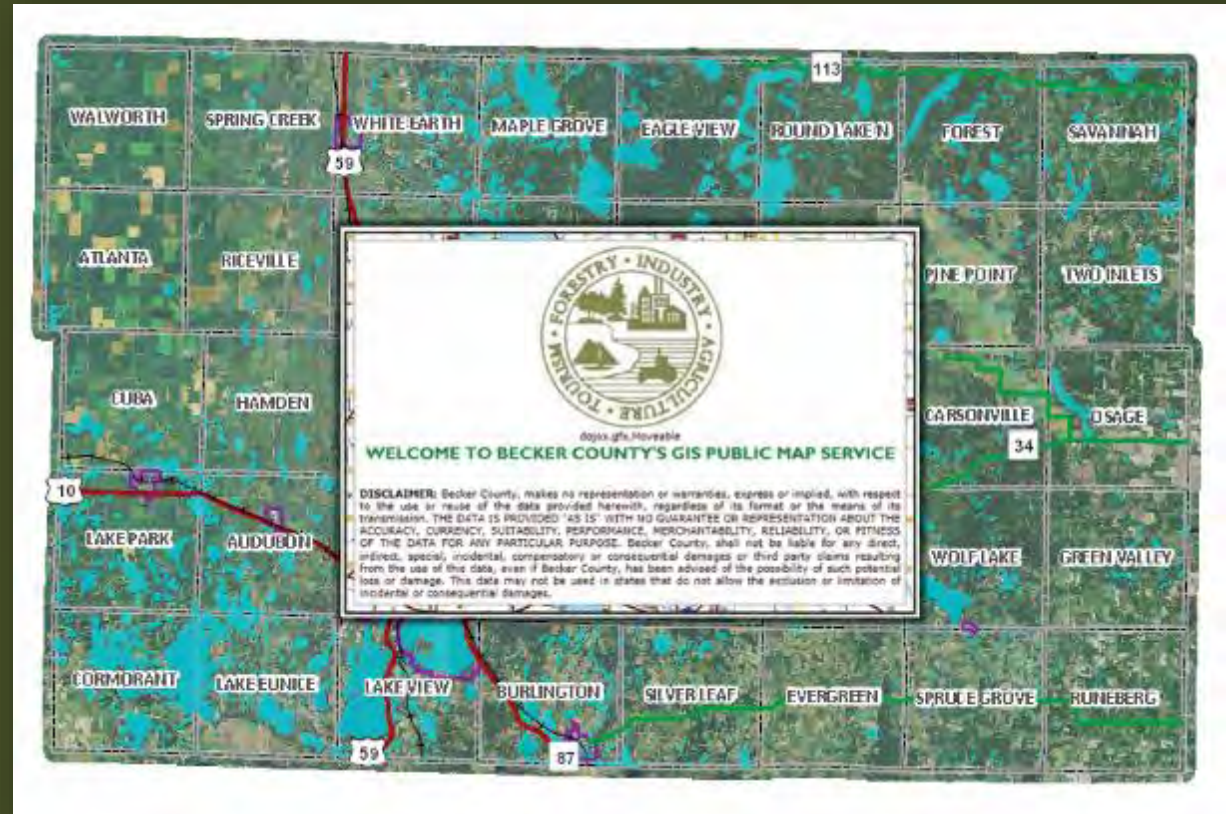 113
WALWORTH
SPRING CREEK
WHITE EARTH
MAPLE GROVE
EAGLE VIEW
ROUND LAKE N
FOREST
SAVANNAH
59
ATLANTA
RICEVILLE
PINE POINT
TWO INLETS
FORESTRY • INDUSTRY • AGRICULTURE • TOURISM •
CUBA
HAMDEN
CARSONVILLE
OSAGE
dojox.gfx.Moveable
34
WELCOME TO BECKER COUNTY'S GIS PUBLIC MAP SERVICE
10
DISCLAIMER: Becker County, makes no representation or warranties, express or implied, with respect
to the use or reuse of the data provided herewith, regardless of its format or the means of its
transmission. THE DATA IS PROVIDED "AS IS" WITH NO GUARANTEE OR REPRESENTATION ABOUT THE
ACCURACY, CURRENCY, SUITABILITY, PERFORMANCE, MERCHANTABILITY, RELIABILITY, OR FITNESS
OF THE DATA FOR ANY PARTICULAR PURPOSE. Becker County, shall not be liable for any direct,
indirect, special, incidental, compensatory or consequential damages or third party claims resulting
from the use of this data, even if Becker County, has been advised of the possibility of such potential
loss or damage. This data may not be used in states that do not allow the exclusion or limitation of
incidental or consequential damages.
LAKE PARK
AUDUBON
WOLF LAKE
GREEN VALLEY
CORMORANT
LAKE EUNICE
LAKE VIEW
BURLINGTON
SILVER LEAF
EVERGREEN
SPRUCE GROVE
RUNEBERG
59
87